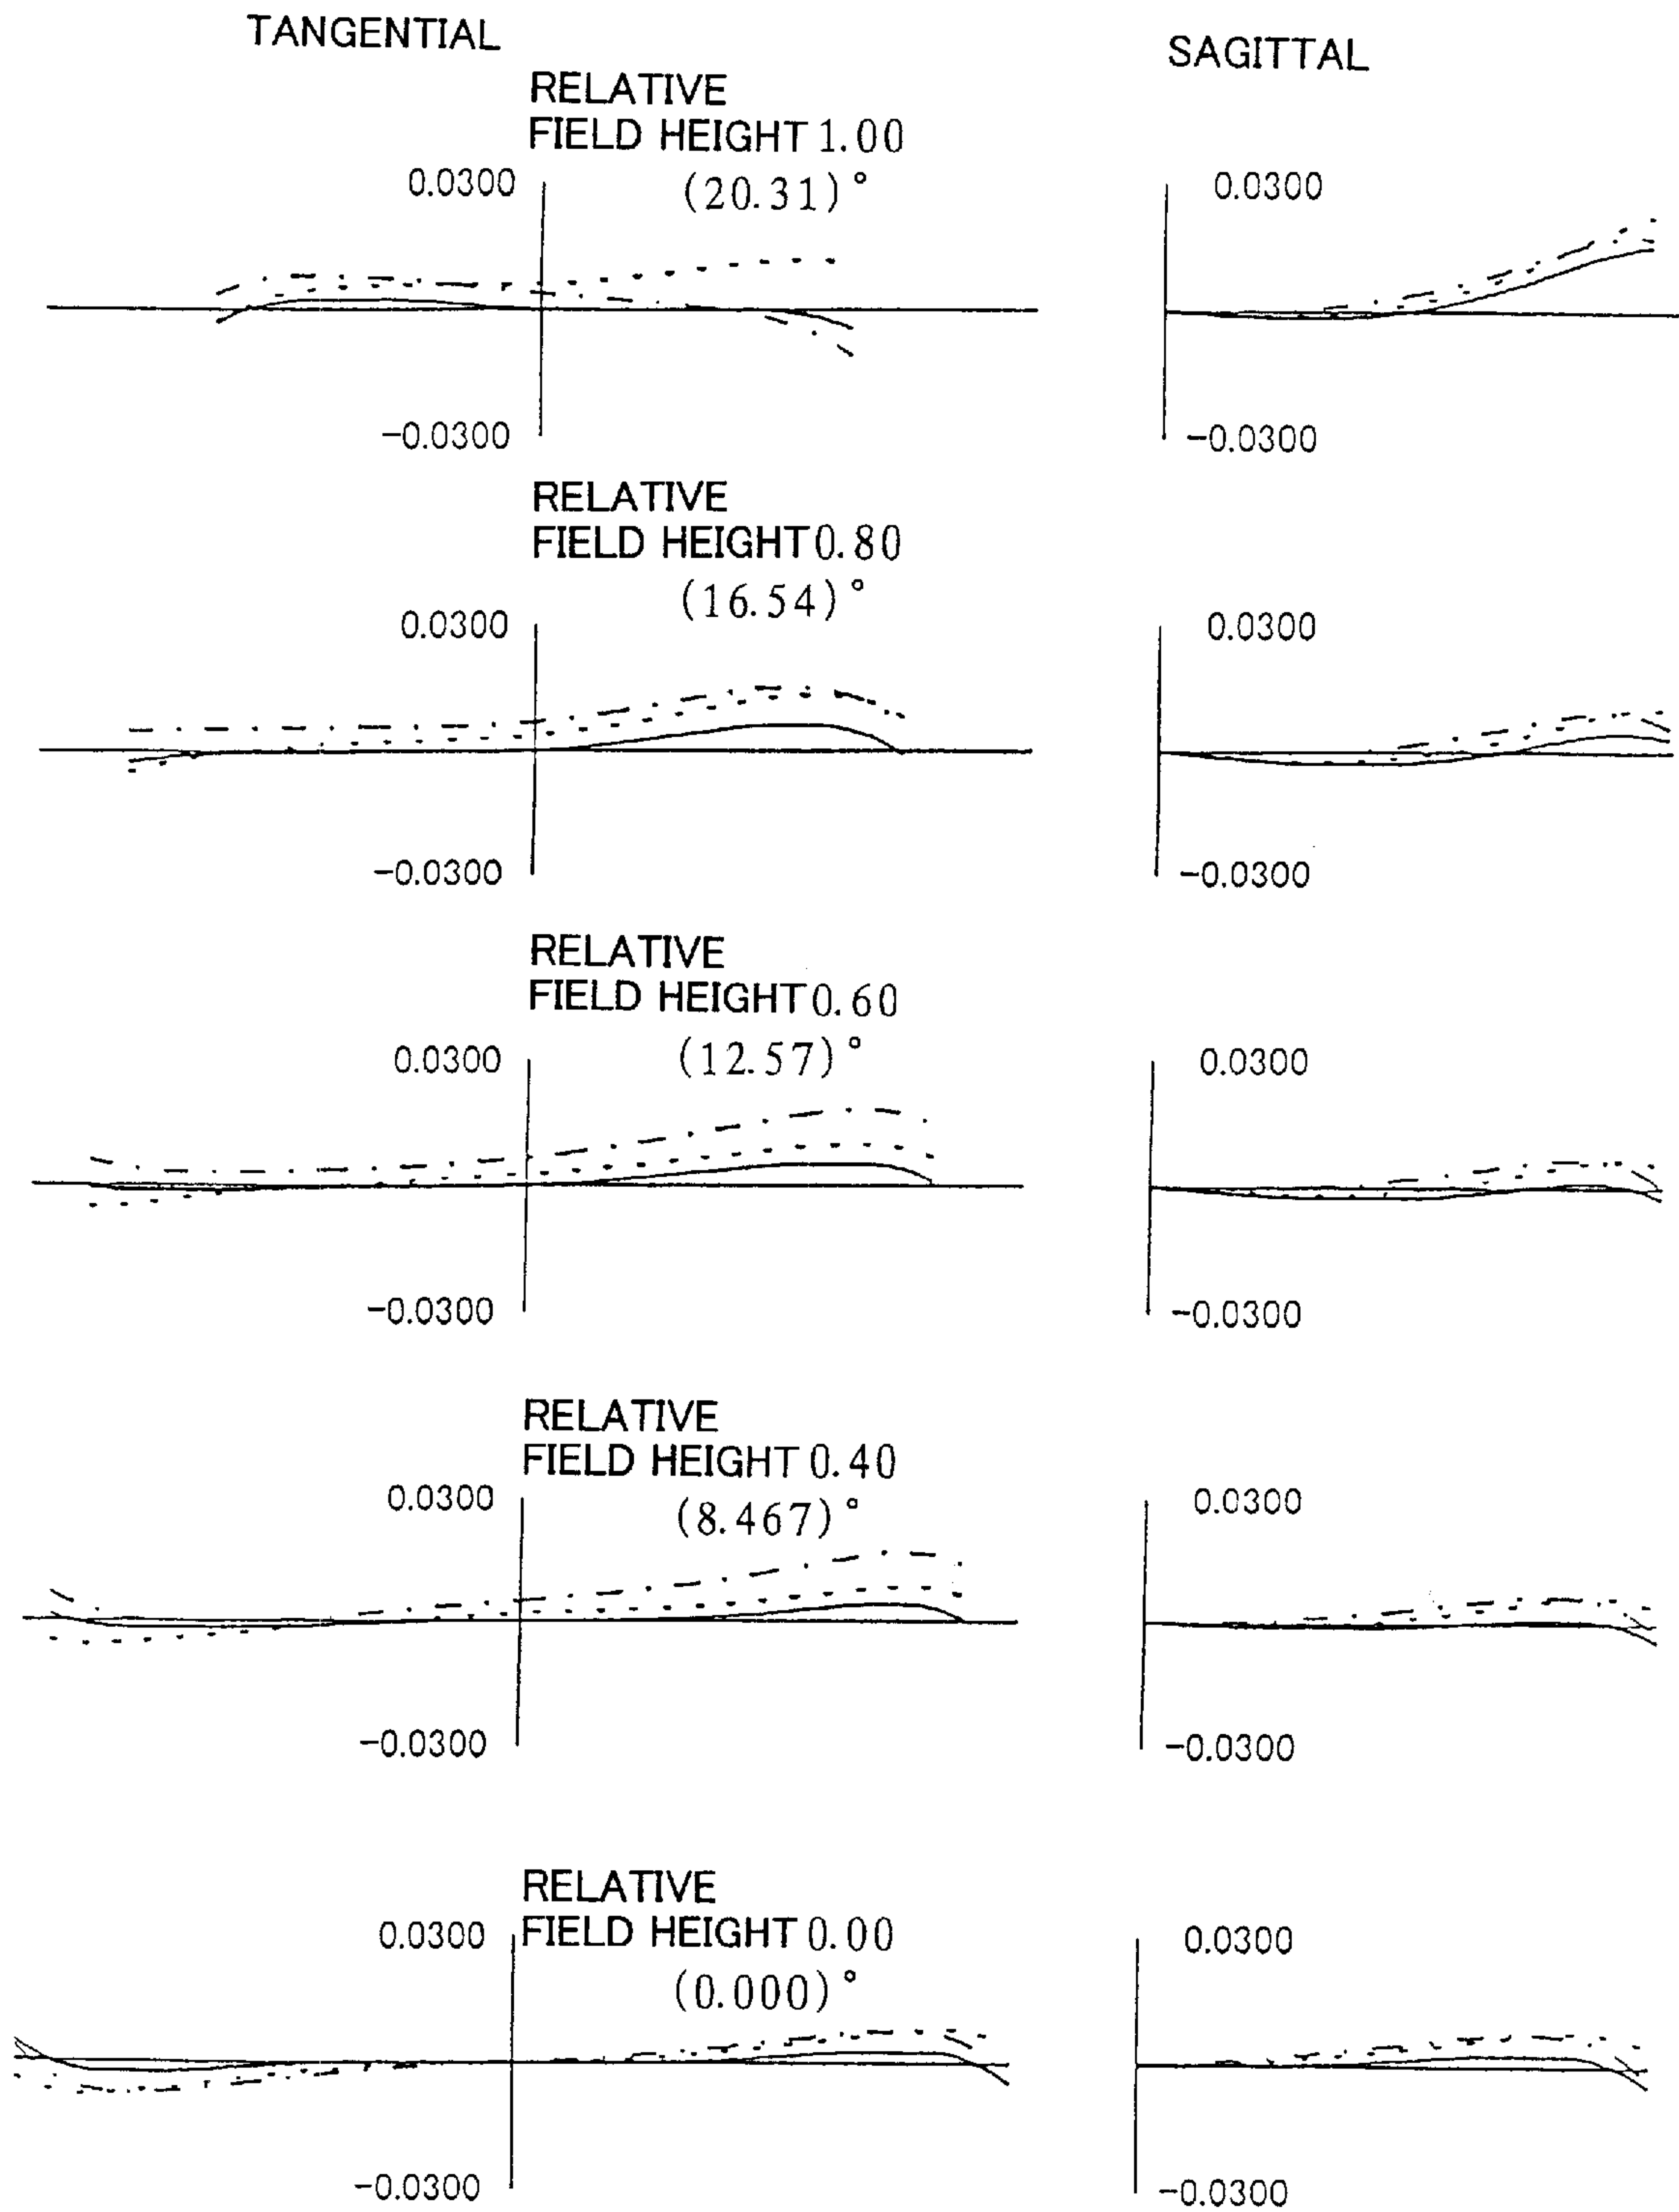 TANGENTIAL
SAGITTAL
RELATIVE
FIELD HEIGHT 1.00
(20.31)°
0.0300
0.0300
-0.0300
-0.0300
RELATIVE
FIELD HEIGHT 0.80
(16.54)°
0.0300
0.0300
-0.0300
-0.0300
RELATIVE
FIELD HEIGHT 0.60
(12.57)°
0.0300
0.0300
-0.0300
-0.0300
RELATIVE
FIELD HEIGHT 0.40
(8.467)°
0.0300
0.0300
-0.0300
-0.0300
RELATIVE
FIELD HEIGHT 0.00
(0.000)°
0.0300
0.0300
-0.0300
-0.0300